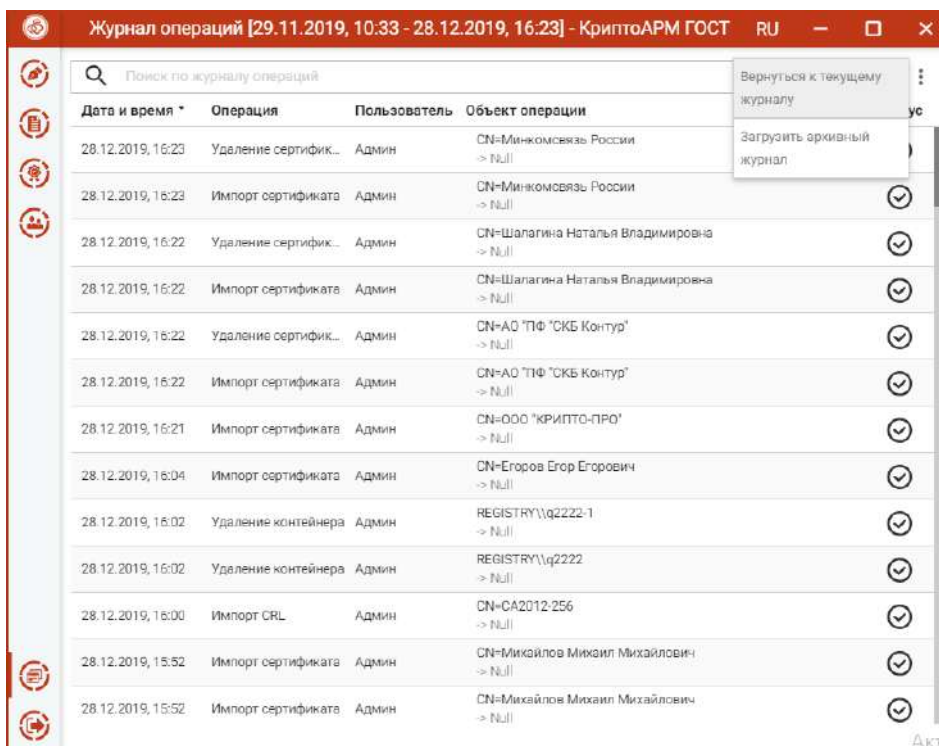 Журнал операций [29.11.2019, 10:33 - 28.12.2019, 16:23] - КриптоАРМ ГОСТ RU
Поиск по журналу операций
Вернуться к текущему
журналу
Загрузить архивный
журнал
Дата и время Операция Пользователь Объект операции ус
28.12.2019, 16:23 Удаление сертифик... Админ CN=Минкомсвязь России
-> Null
28.12.2019, 16:23 Импорт сертификата Админ CN=Минкомсвязь России
-> Null
28.12.2019, 16:22 Удаление сертифик... Админ CN=Шалагина Наталья Владимировна
-> Null
28.12.2019, 16:22 Импорт сертификата Админ CN=Шалагина Наталья Владимировна
-> Null
28.12.2019, 16:22 Удаление сертифик... Админ CN=АО "ПФ "СКБ Контур"
-> Null
28.12.2019, 16:22 Импорт сертификата Админ CN=АО "ПФ "СКБ Контур"
-> Null
28.12.2019, 16:21 Импорт сертификата Админ CN=ООО "КРИПТО-ПРО"
-> Null
28.12.2019, 16:04 Импорт сертификата Админ CN=Егоров Егор Егорович
-> Null
28.12.2019, 16:02 Удаление контейнера Админ REGISTRY\\q2222-1
-> Null
28.12.2019, 16:02 Удаление контейнера Админ REGISTRY\\q2222
-> Null
28.12.2019, 16:00 Импорт CRL Админ CN=CA2012-256
-> Null
28.12.2019, 15:52 Импорт сертификата Админ CN=Михайлов Михаил Михайлович
-> Null
28.12.2019, 15:52 Импорт сертификата Админ CN=Михайлов Михаил Михайлович
-> Null
Акт